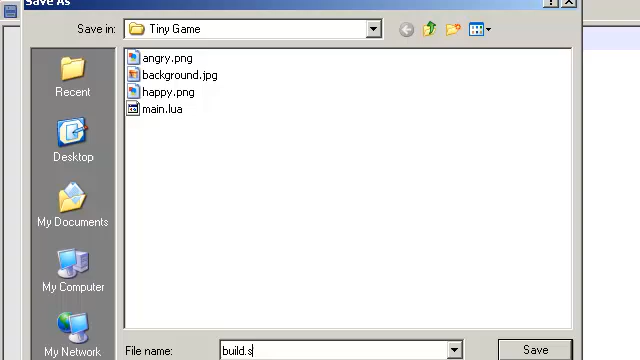 Save As
Save in: Tiny Game
angry.png
background.jpg
happy.png
main.lua
Recent
Desktop
My Documents
My Computer
My Network
File name: build.s
Save